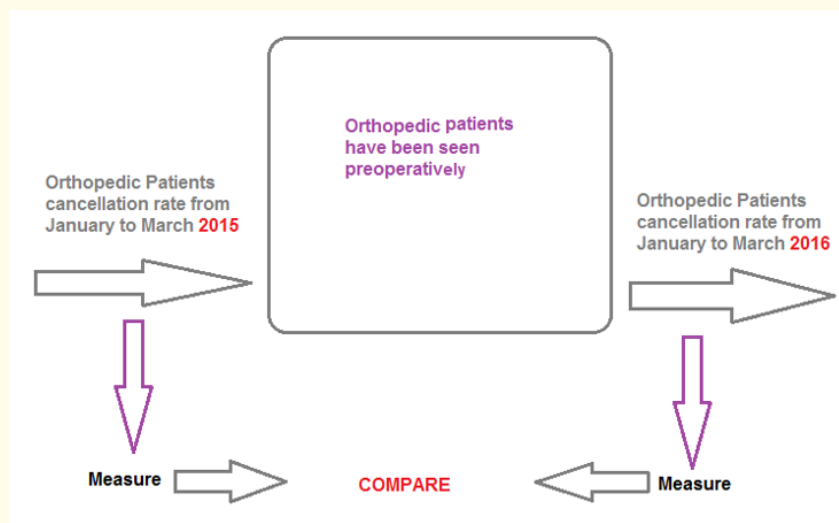 Orthopedic patients
have been seen
preoperatively
Orthopedic Patients
cancellation rate from
January to March 2015
Orthopedic Patients
cancellation rate from
January to March 2016
Measure
COMPARE
Measure